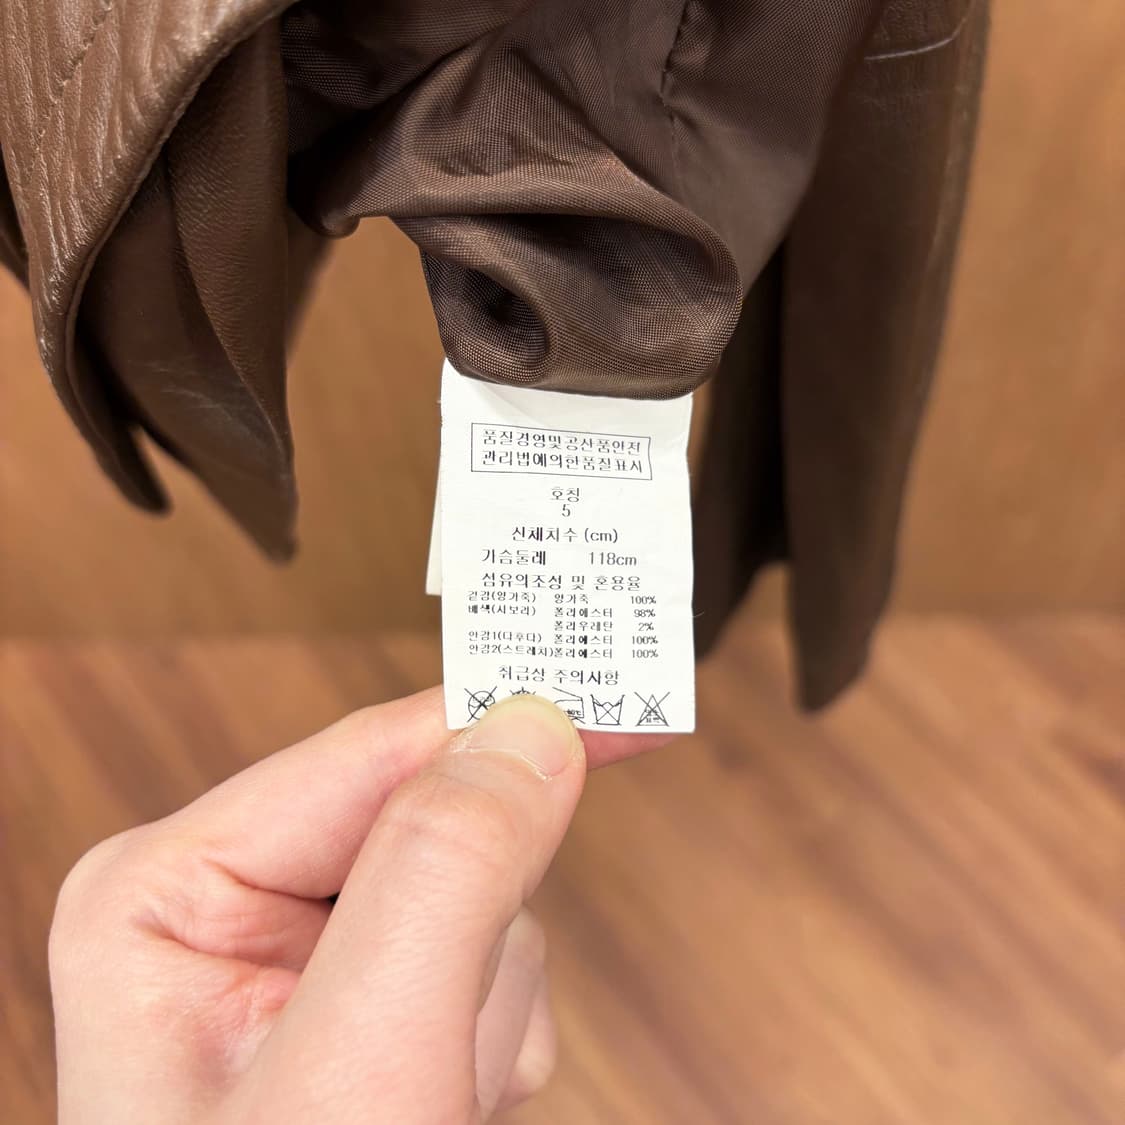 품질경영및공산품안전
관리법에의한품질표시
호칭
5
신체치수 (cm)
가슴둘레 118cm
섬유의조성 및 혼용율
겉감(양가죽) 양가죽 100%
배색(시보리) 폴리에스터 98%
폴리우레탄 2%
안감1(다후다) 폴리에스터 100%
안감2(스트레치)폴리에스터 100%
취급상 주의사항